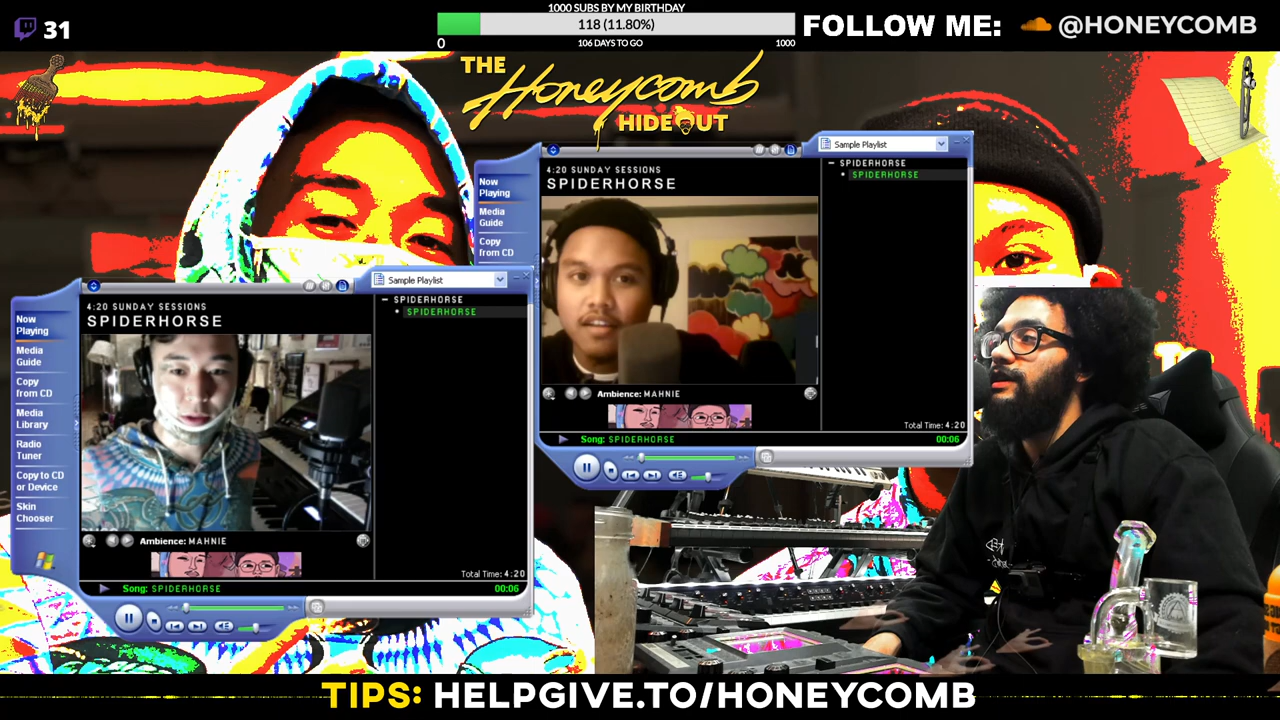 31
1000 SUBS BY MY BIRTHDAY
118 (11.80%)
0 106 DAYS TO GO 1000
FOLLOW ME: @HONEYCOMB
THE Honeycomb HIDEOUT
Sample Playlist
4:20 SUNDAY SESSIONS
SPIDERHORSE
SPIDERHORSE
SPIDERHORSE
Now Playing
Media Guide
Copy from CD
Ambience: MAHNIE
Total Time: 4:20
Song: SPIDERHORSE 00:06
Sample Playlist
4:20 SUNDAY SESSIONS
SPIDERHORSE
SPIDERHORSE
SPIDERHORSE
Now Playing
Media Guide
Copy from CD
Media Library
Radio Tuner
Copy to CD or Device
Skin Chooser
Ambience: MAHNIE
Total Time: 4:20
Song: SPIDERHORSE 00:06
TIPS: HELPGIVE.TO/HONEYCOMB